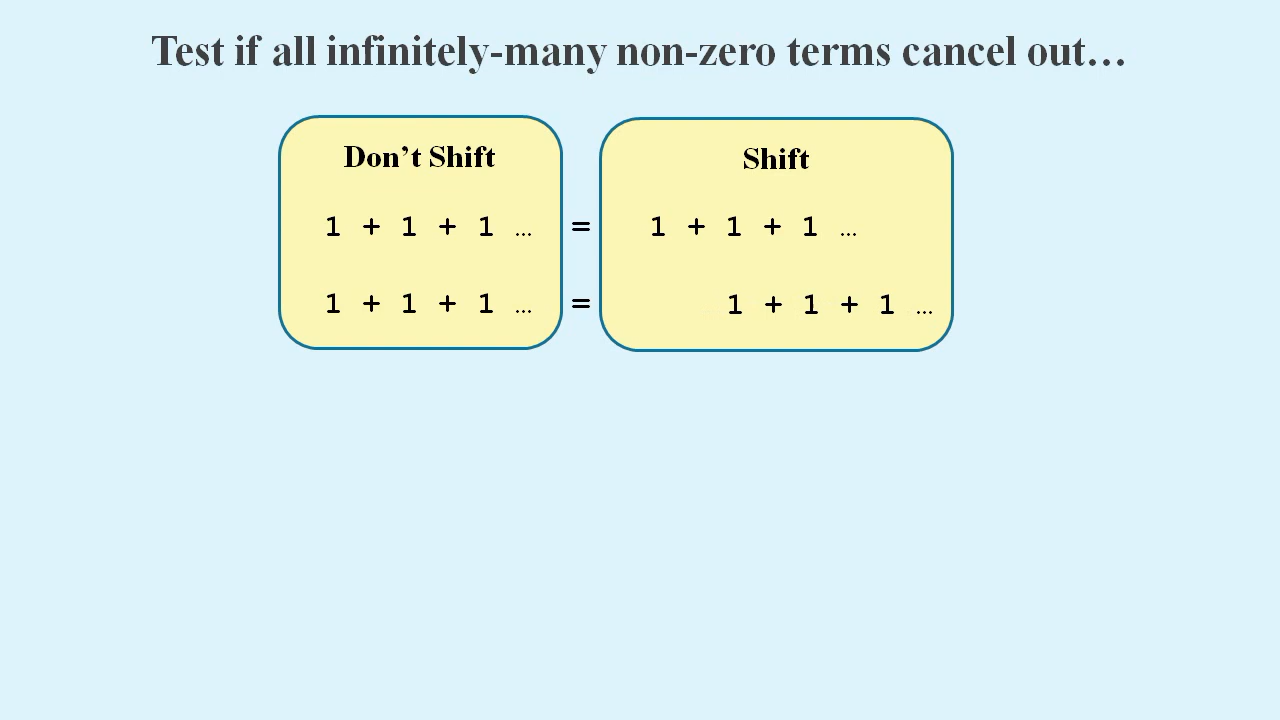 Test if all infinitely-many non-zero terms cancel out…
Don’t Shift
Shift
1 + 1 + 1 … = 1 + 1 + 1 …
1 + 1 + 1 … = 1 + 1 + 1 …